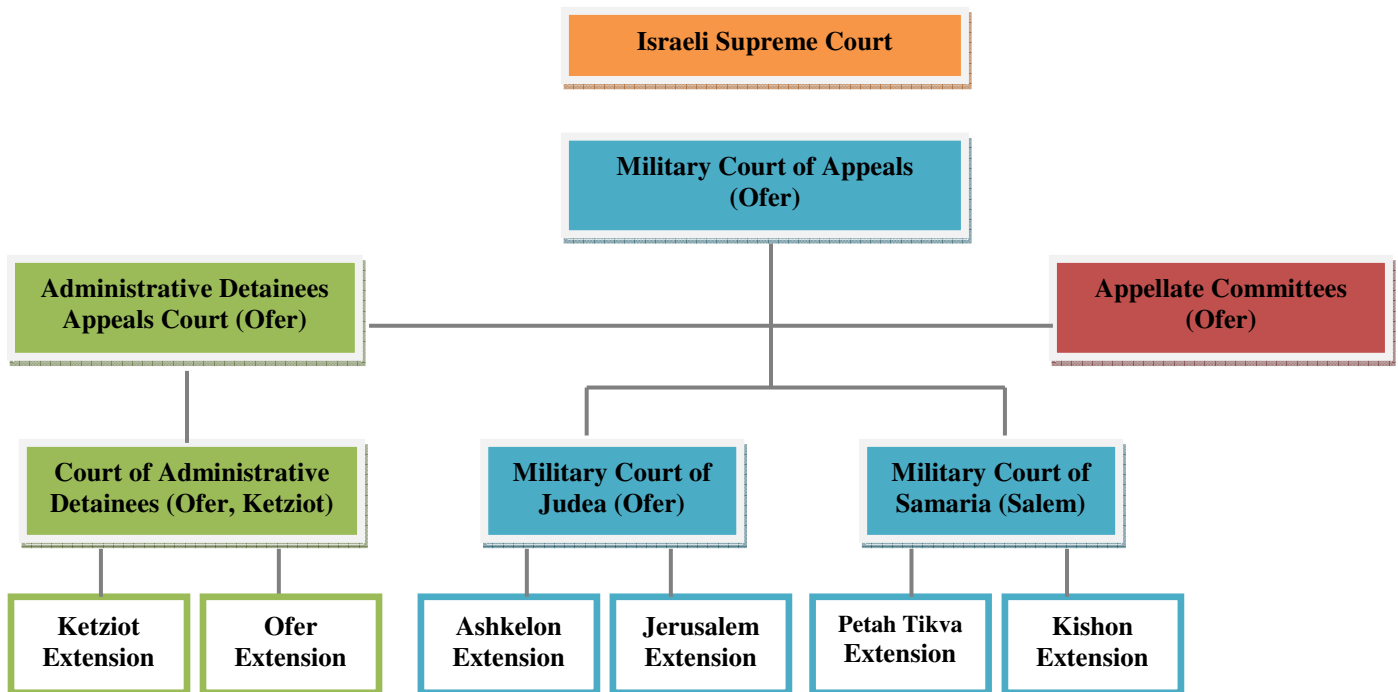 Israeli Supreme Court
Military Court of Appeals
(Ofer)
Administrative Detainees
Appeals Court (Ofer)
Appellate Committees
(Ofer)
Court of Administrative
Detainees (Ofer, Ketziot)
Military Court of
Judea (Ofer)
Military Court of
Samaria (Salem)
Ketziot
Extension
Ofer
Extension
Ashkelon
Extension
Jerusalem
Extension
Petah Tikva
Extension
Kishon
Extension